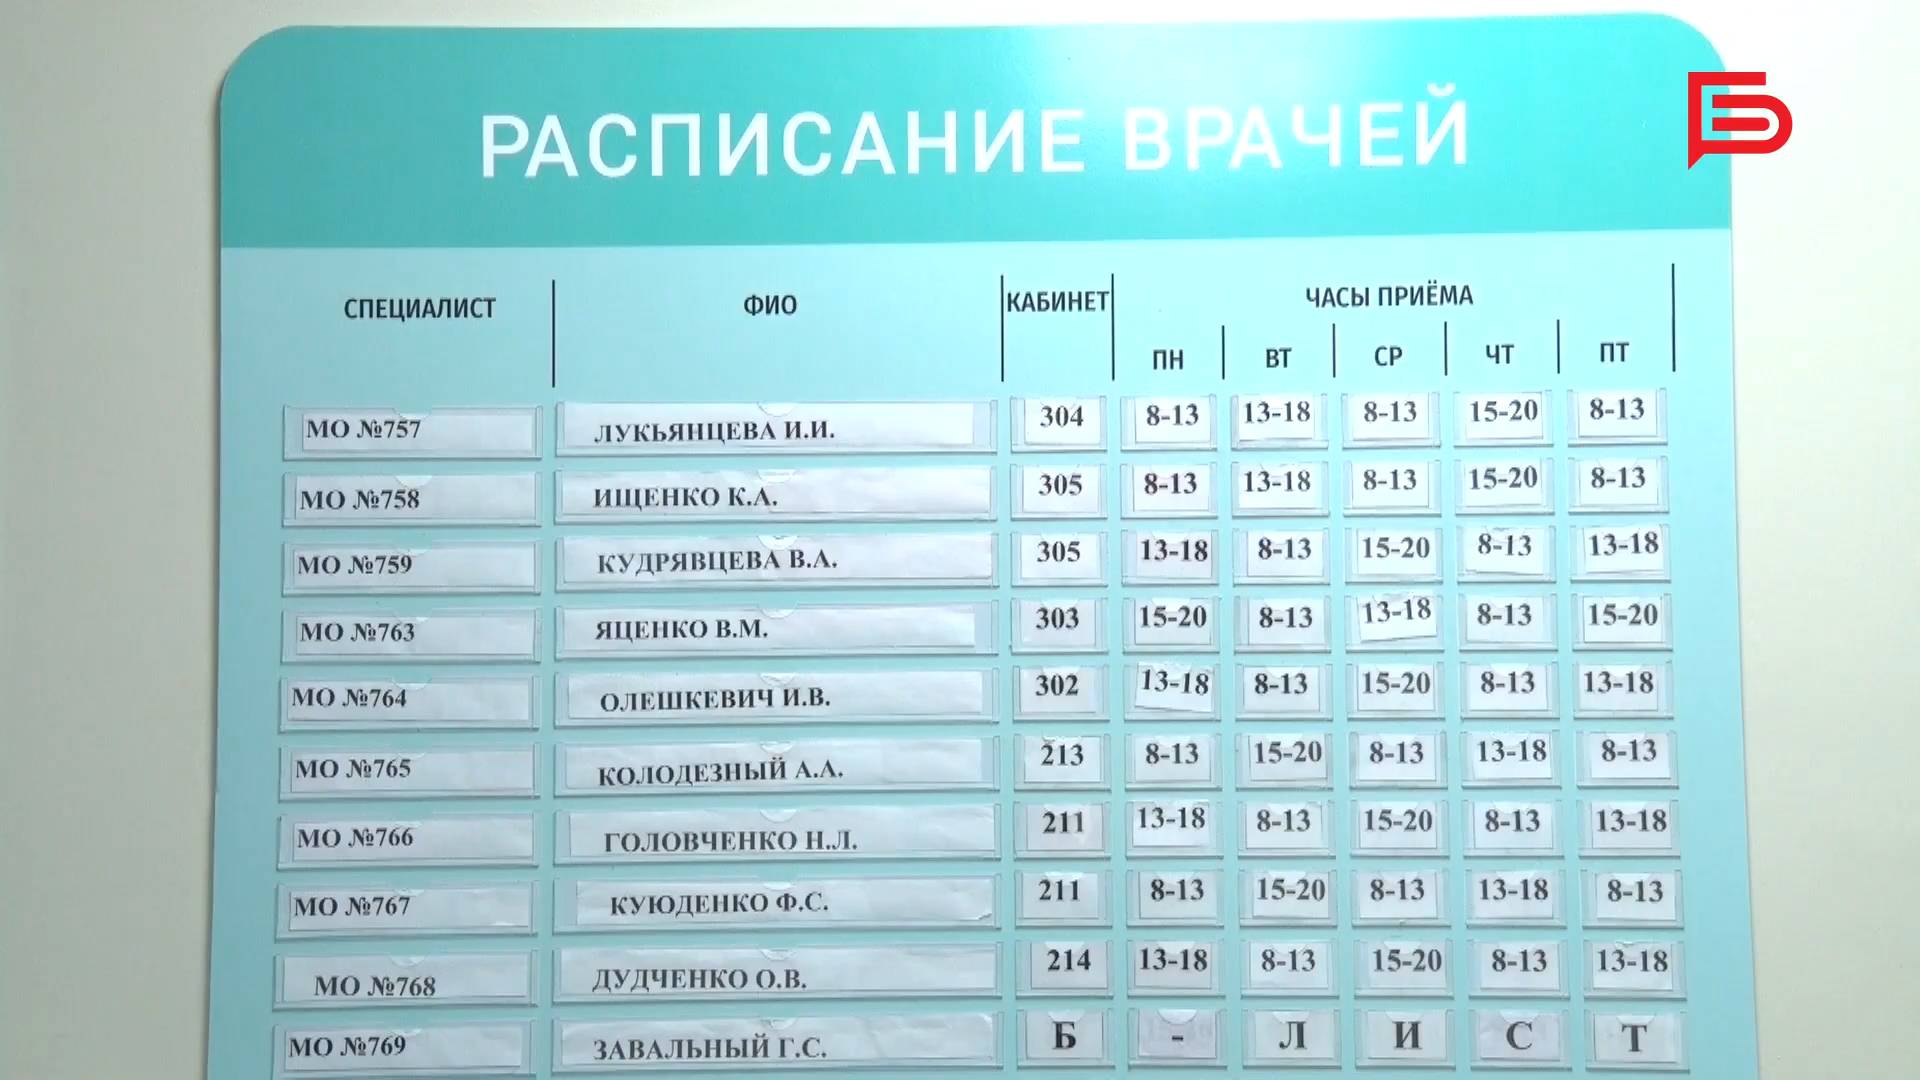 РАСПИСАНИЕ ВРАЧЕЙ
СПЕЦИАЛИСТ ФИО КАБИНЕТ ЧАСЫ ПРИЁМА
ПН ВТ СР ЧТ ПТ
МО №757 ЛУКЬЯНЦЕВА И.И. 304 8-13 13-18 8-13 15-20 8-13
МО №758 ИЩЕНКО К.А. 305 8-13 13-18 8-13 15-20 8-13
МО №759 КУДРЯВЦЕВА В.А. 305 13-18 8-13 15-20 8-13 13-18
МО №763 ЯЦЕНКО В.М. 303 15-20 8-13 13-18 8-13 15-20
МО №764 ОЛЕШКЕВИЧ И.В. 302 13-18 8-13 15-20 8-13 13-18
МО №765 КОЛОДЕЗНЫЙ А.А. 213 8-13 15-20 8-13 13-18 8-13
МО №766 ГОЛОВЧЕНКО Н.Л. 211 13-18 8-13 15-20 8-13 13-18
МО №767 КУЮДЕНКО Ф.С. 211 8-13 15-20 8-13 13-18 8-13
МО №768 ДУДЧЕНКО О.В. 214 13-18 8-13 15-20 8-13 13-18
МО №769 ЗАВАЛЬНЫЙ Г.С. Б - Л И С Т